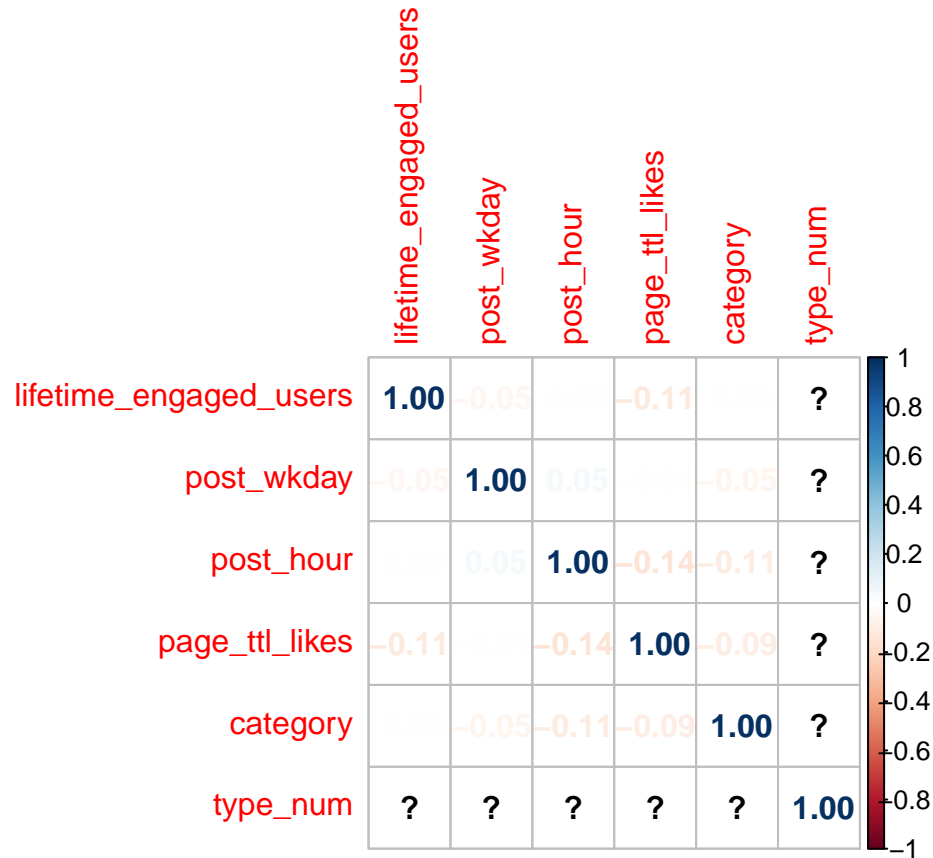 lifetime_engaged_users
post_wkday
post_hour
page_ttl_likes
category
type_num
lifetime_engaged_users 1.00 −0.05 −0.11 ? 1
post_wkday −0.05 1.00 0.05 −0.05 ? 0.8
post_hour 0.05 1.00 −0.14 −0.11 ? 0.6
page_ttl_likes −0.11 −0.14 1.00 −0.09 ? 0.4
category −0.05 −0.11 −0.09 1.00 ? 0.2
type_num ? ? ? ? ? 1.00 0
−0.2
−0.4
−0.6
−0.8
−1